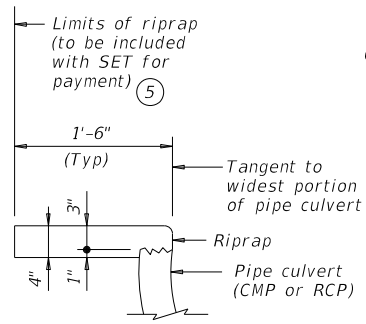 Limits of riprap
(to be included
with SET for
payment) 5
1'-6"
(Typ)
Tangent to
widest portion
of pipe culvert
3"
Riprap
4"
1"
Pipe culvert
(CMP or RCP)